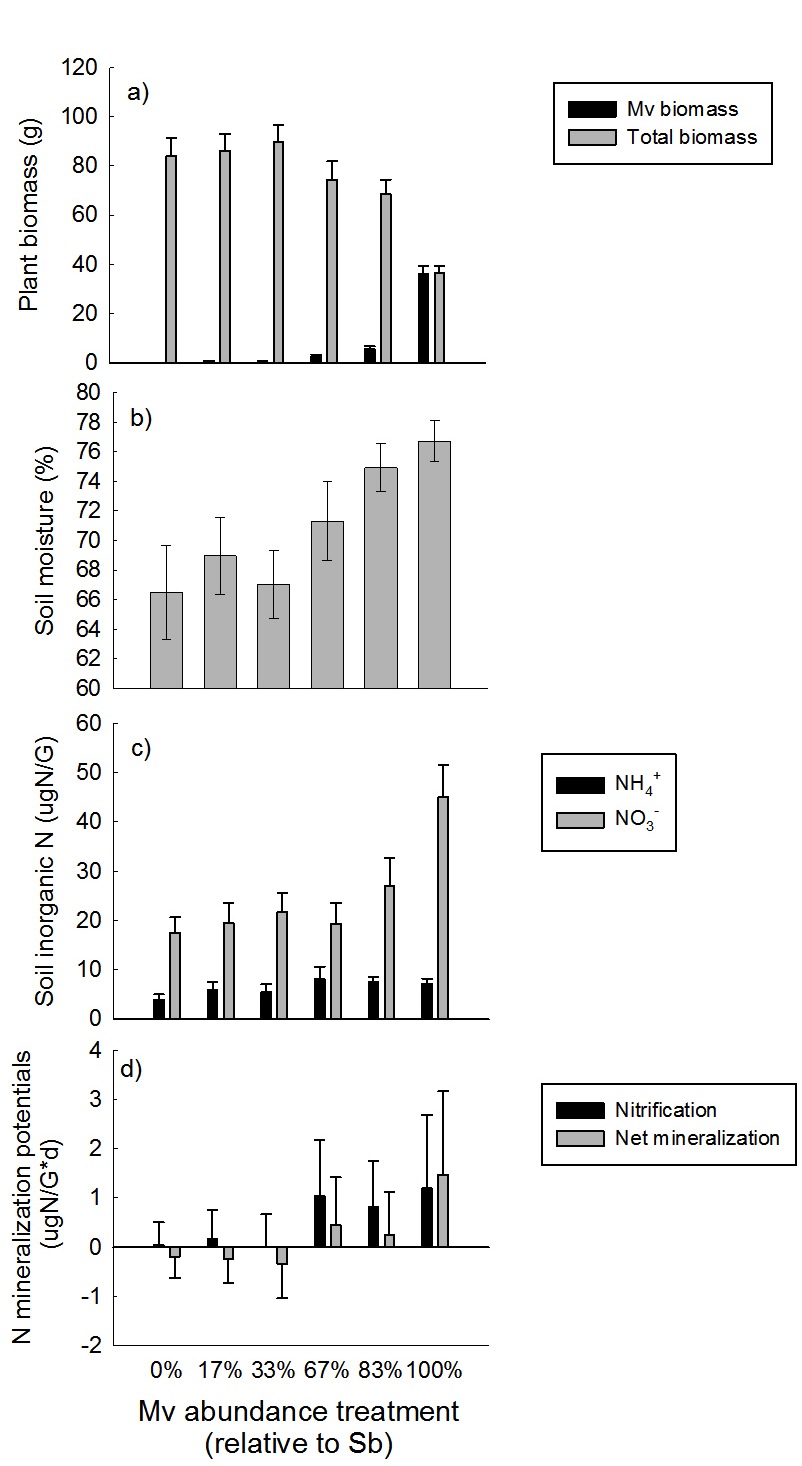 120
100
80
60
40
20
0
Plant biomass (g)
a)
Mv biomass
Total biomass
80
78
76
74
72
70
68
66
64
62
60
Soil moisture (%)
b)
60
50
40
30
20
10
0
Soil inorganic N (ugN/G)
c)
NH4+
NO3-
4
3
2
1
0
-1
-2
N mineralization potentials
(ugN/G*d)
d)
Nitrification
Net mineralization
0% 17% 33% 67% 83% 100%
Mv abundance treatment
(relative to Sb)